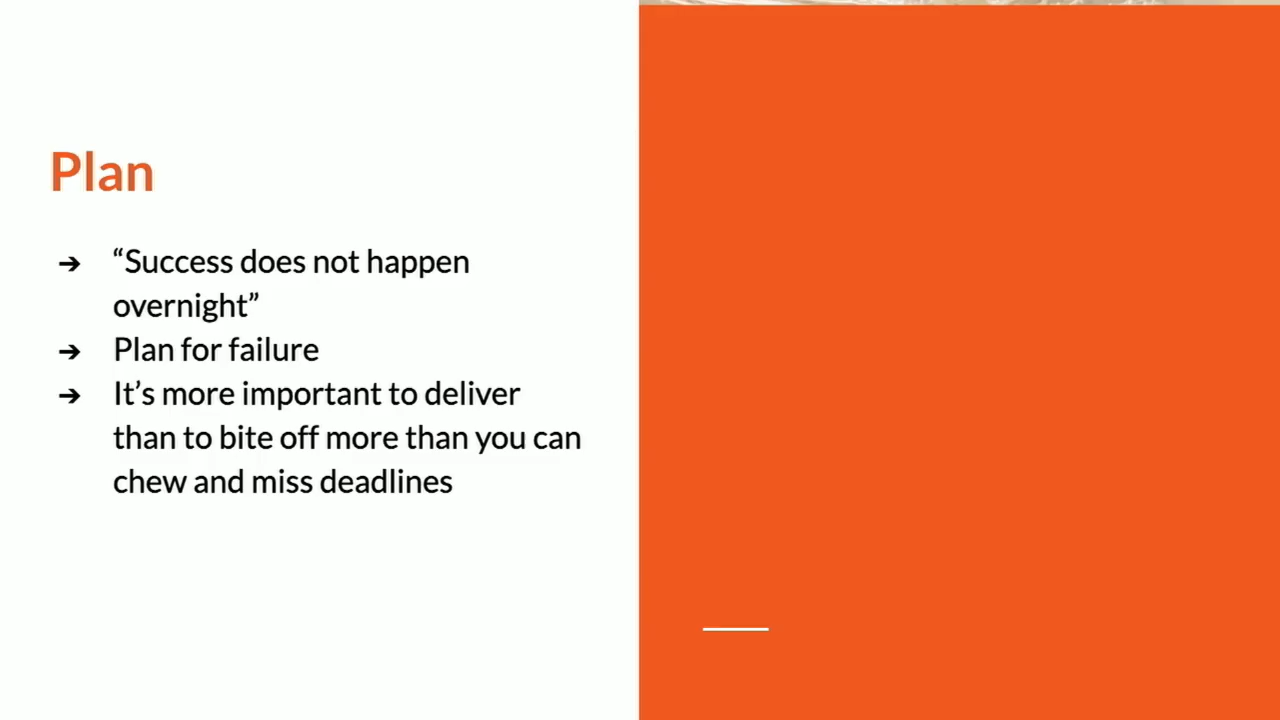 Plan
➔ “Success does not happen
overnight”
➔ Plan for failure
➔ It’s more important to deliver
than to bite off more than you can
chew and miss deadlines